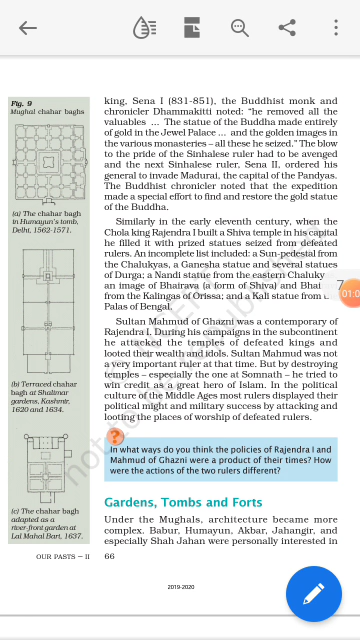 Fig. 9
Mughal chahar baghs
(a) The chahar bagh
in Humayun's tomb,
Delhi, 1562-1571.
(b) Terraced chahar
bagh at Shalimar
gardens, Kashmir,
1620 and 1634.
(c) The chahar bagh
adapted as a
river-front garden at
Lal Mahal Bari, 1637.
king, Sena I (831-851), the Buddhist monk and
chronicler Dhammakitti noted: "he removed all the
valuables ... The statue of the Buddha made entirely
of gold in the Jewel Palace ... and the golden images in
the various monasteries – all these he seized." The blow
to the pride of the Sinhalese ruler had to be avenged
and the next Sinhalese ruler, Sena II, ordered his
general to invade Madurai, the capital of the Pandyas.
The Buddhist chronicler noted that the expedition
made a special effort to find and restore the gold statue
of the Buddha.
Similarly in the early eleventh century, when the
Chola king Rajendra I built a Shiva temple in his capital
he filled it with prized statues seized from defeated
rulers. An incomplete list included: a Sun-pedestal from
the Chalukyas, a Ganesha statue and several statues
of Durga; a Nandi statue from the eastern Chaluky
an image of Bhairava (a form of Shiva) and Bhai
from the Kalingas of Orissa; and a Kali statue from
Palas of Bengal.
Sultan Mahmud of Ghazni was a contemporary of
Rajendra I. During his campaigns in the subcontinent
he attacked the temples of defeated kings and
looted their wealth and idols. Sultan Mahmud was not
a very important ruler at that time. But by destroying
temples – especially the one at Somnath – he tried to
win credit as a great hero of Islam. In the political
culture of the Middle Ages most rulers displayed their
political might and military success by attacking and
looting the places of worship of defeated rulers.
?
In what ways do you think the policies of Rajendra I and
Mahmud of Ghazni were a product of their times? How
were the actions of the two rulers different?
Gardens, Tombs and Forts
Under the Mughals, architecture became more
complex. Babur, Humayun, Akbar, Jahangir, and
especially Shah Jahan were personally interested in
OUR PASTS – II 66
2019-2020
7
01:0
not to be